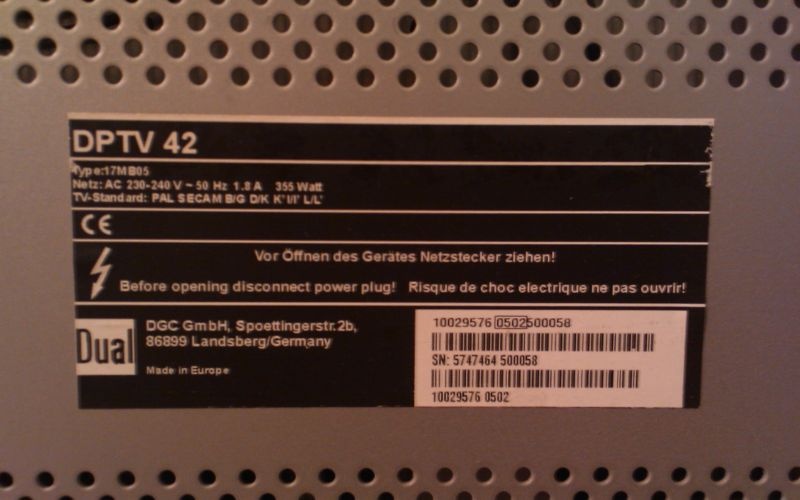 DPTV 42
Type:17MB05
Netz: AC 230-240 V ~ 50 Hz 1.8 A 355 Watt
TV-Standard: PAL SECAM B/G D/K K' I/I' L/L'
CE
Vor Öffnen des Gerätes Netzstecker ziehen!
Before opening disconnect power plug! Risque de choc electrique ne pas ouvrir!
Dual
DGC GmbH, Spoettingerstr.2b,
86899 Landsberg/Germany
Made in Europe
10029576 0502 500058
SN: 5747464 500058
10029576 0502